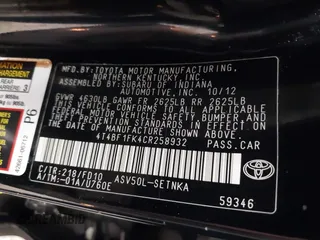 MFD. BY:TOYOTA MOTOR MANUFACTURING,
NORTHERN KENTUCKY,INC.
ASSEMBLED BY: SUBARU OF INDIANA
AUTOMOTIVE,INC. 10/12
GVWR 4630LB.GAWR FR 2625LB RR 2625LB
THIS VEHICLE CONFORMS TO ALL APPLICABLE
FEDERAL MOTOR VEHICLE SAFETY, BUMPER, AND
THEFT PREVENTION STANDARDS IN EFFECT ON
THE DATE OF MANUFACTURE SHOWN ABOVE.
4T4BF1FK4CR258932 PASS.CAR
C/TR:218/FD10 ASV50L-SETNKA
A/TM:-01A/U760E
TOYOTA
59346
P6